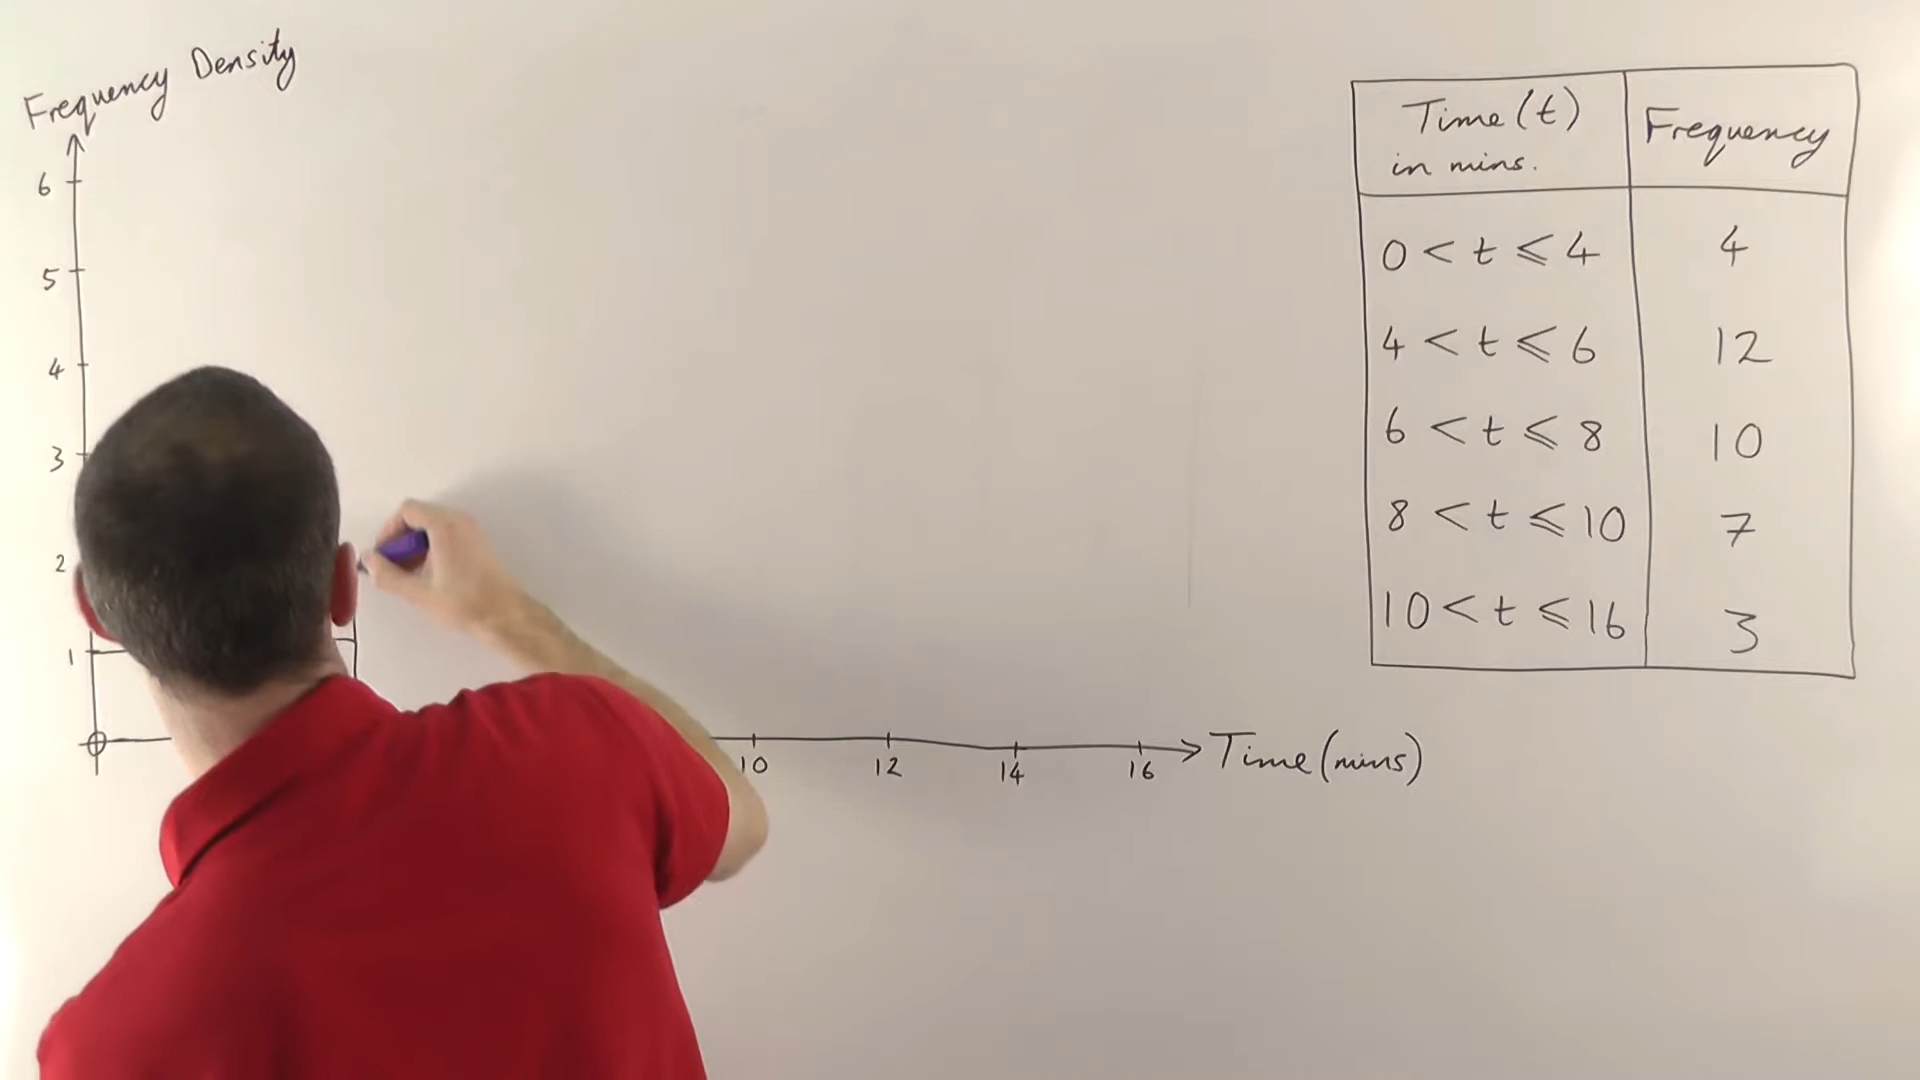 Frequency Density
6
5
4
3
2
1
10 12 14 16
Time (mins)
Time (t) in mins. Frequency
0 < t ⩽ 4 4
4 < t ⩽ 6 12
6 < t ⩽ 8 10
8 < t ⩽ 10 7
10 < t ⩽ 16 3